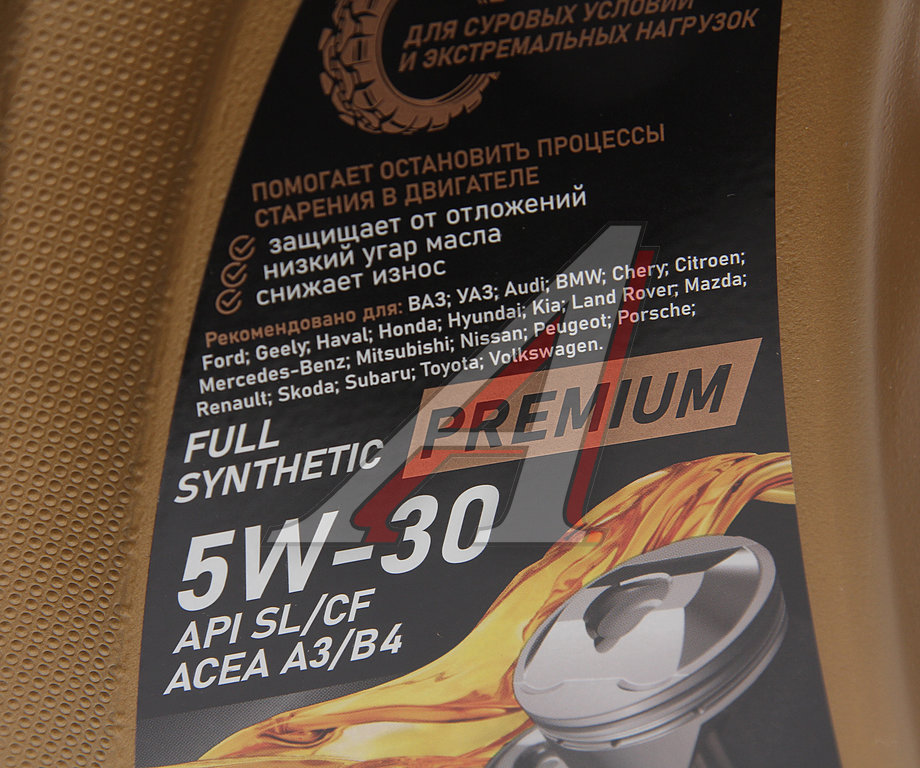 ДЛЯ СУРОВЫХ УСЛОВИЙ
И ЭКСТРЕМАЛЬНЫХ НАГРУЗОК
ПОМОГАЕТ ОСТАНОВИТЬ ПРОЦЕССЫ
СТАРЕНИЯ В ДВИГАТЕЛЕ
защищает от отложений
низкий угар масла
снижает износ
Рекомендовано для: ВАЗ; УАЗ; Audi; BMW; Chery; Citroen;
Ford; Geely; Haval; Honda; Hyundai; Kia; Land Rover; Mazda;
Mercedes-Benz; Mitsubishi; Nissan; Peugeot; Porsche;
Renault; Skoda; Subaru; Toyota; Volkswagen.
FULL
SYNTHETIC
PREMIUM
5W-30
API SL/CF
ACEA A3/B4